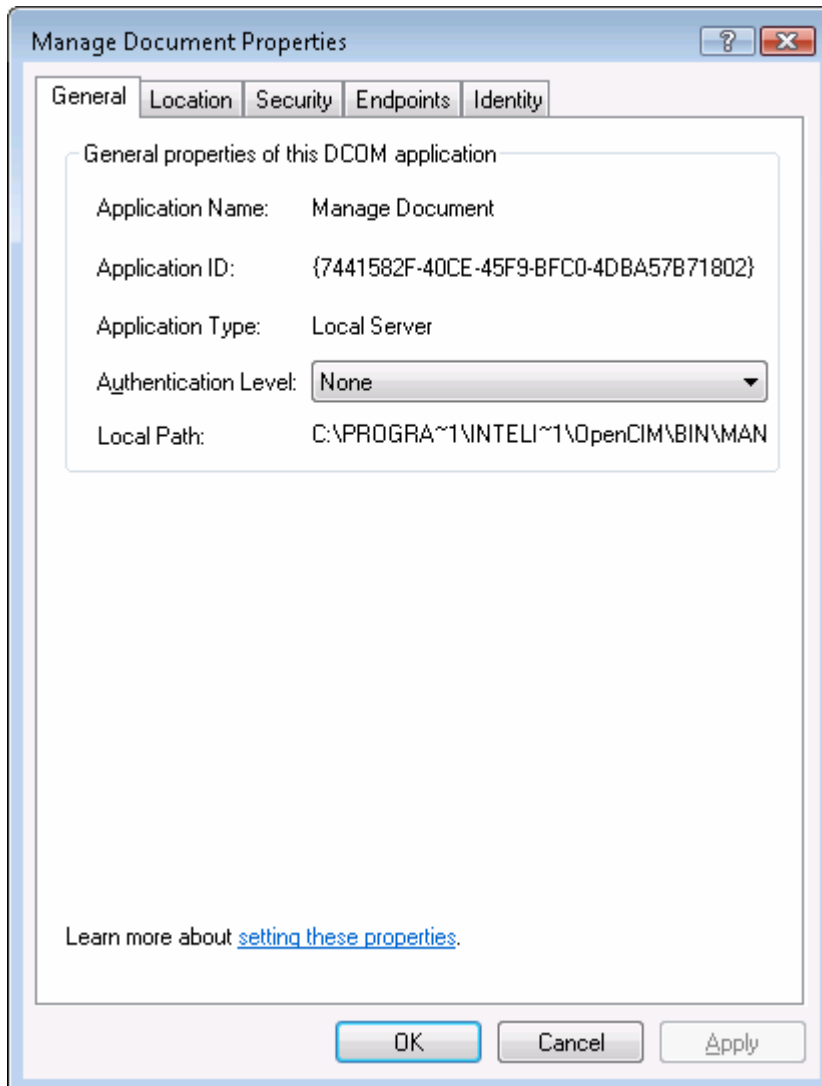 Manage Document Properties
General Location Security Endpoints Identity
General properties of this DCOM application
Application Name: Manage Document
Application ID: {7441582F-40CE-45F9-BFC0-4DBA57B71802}
Application Type: Local Server
Authentication Level: None
Local Path: C:\PROGRA~1\INTELI~1\OpenCIM\BIN\MAN
Learn more about setting these properties.
OK Cancel Apply